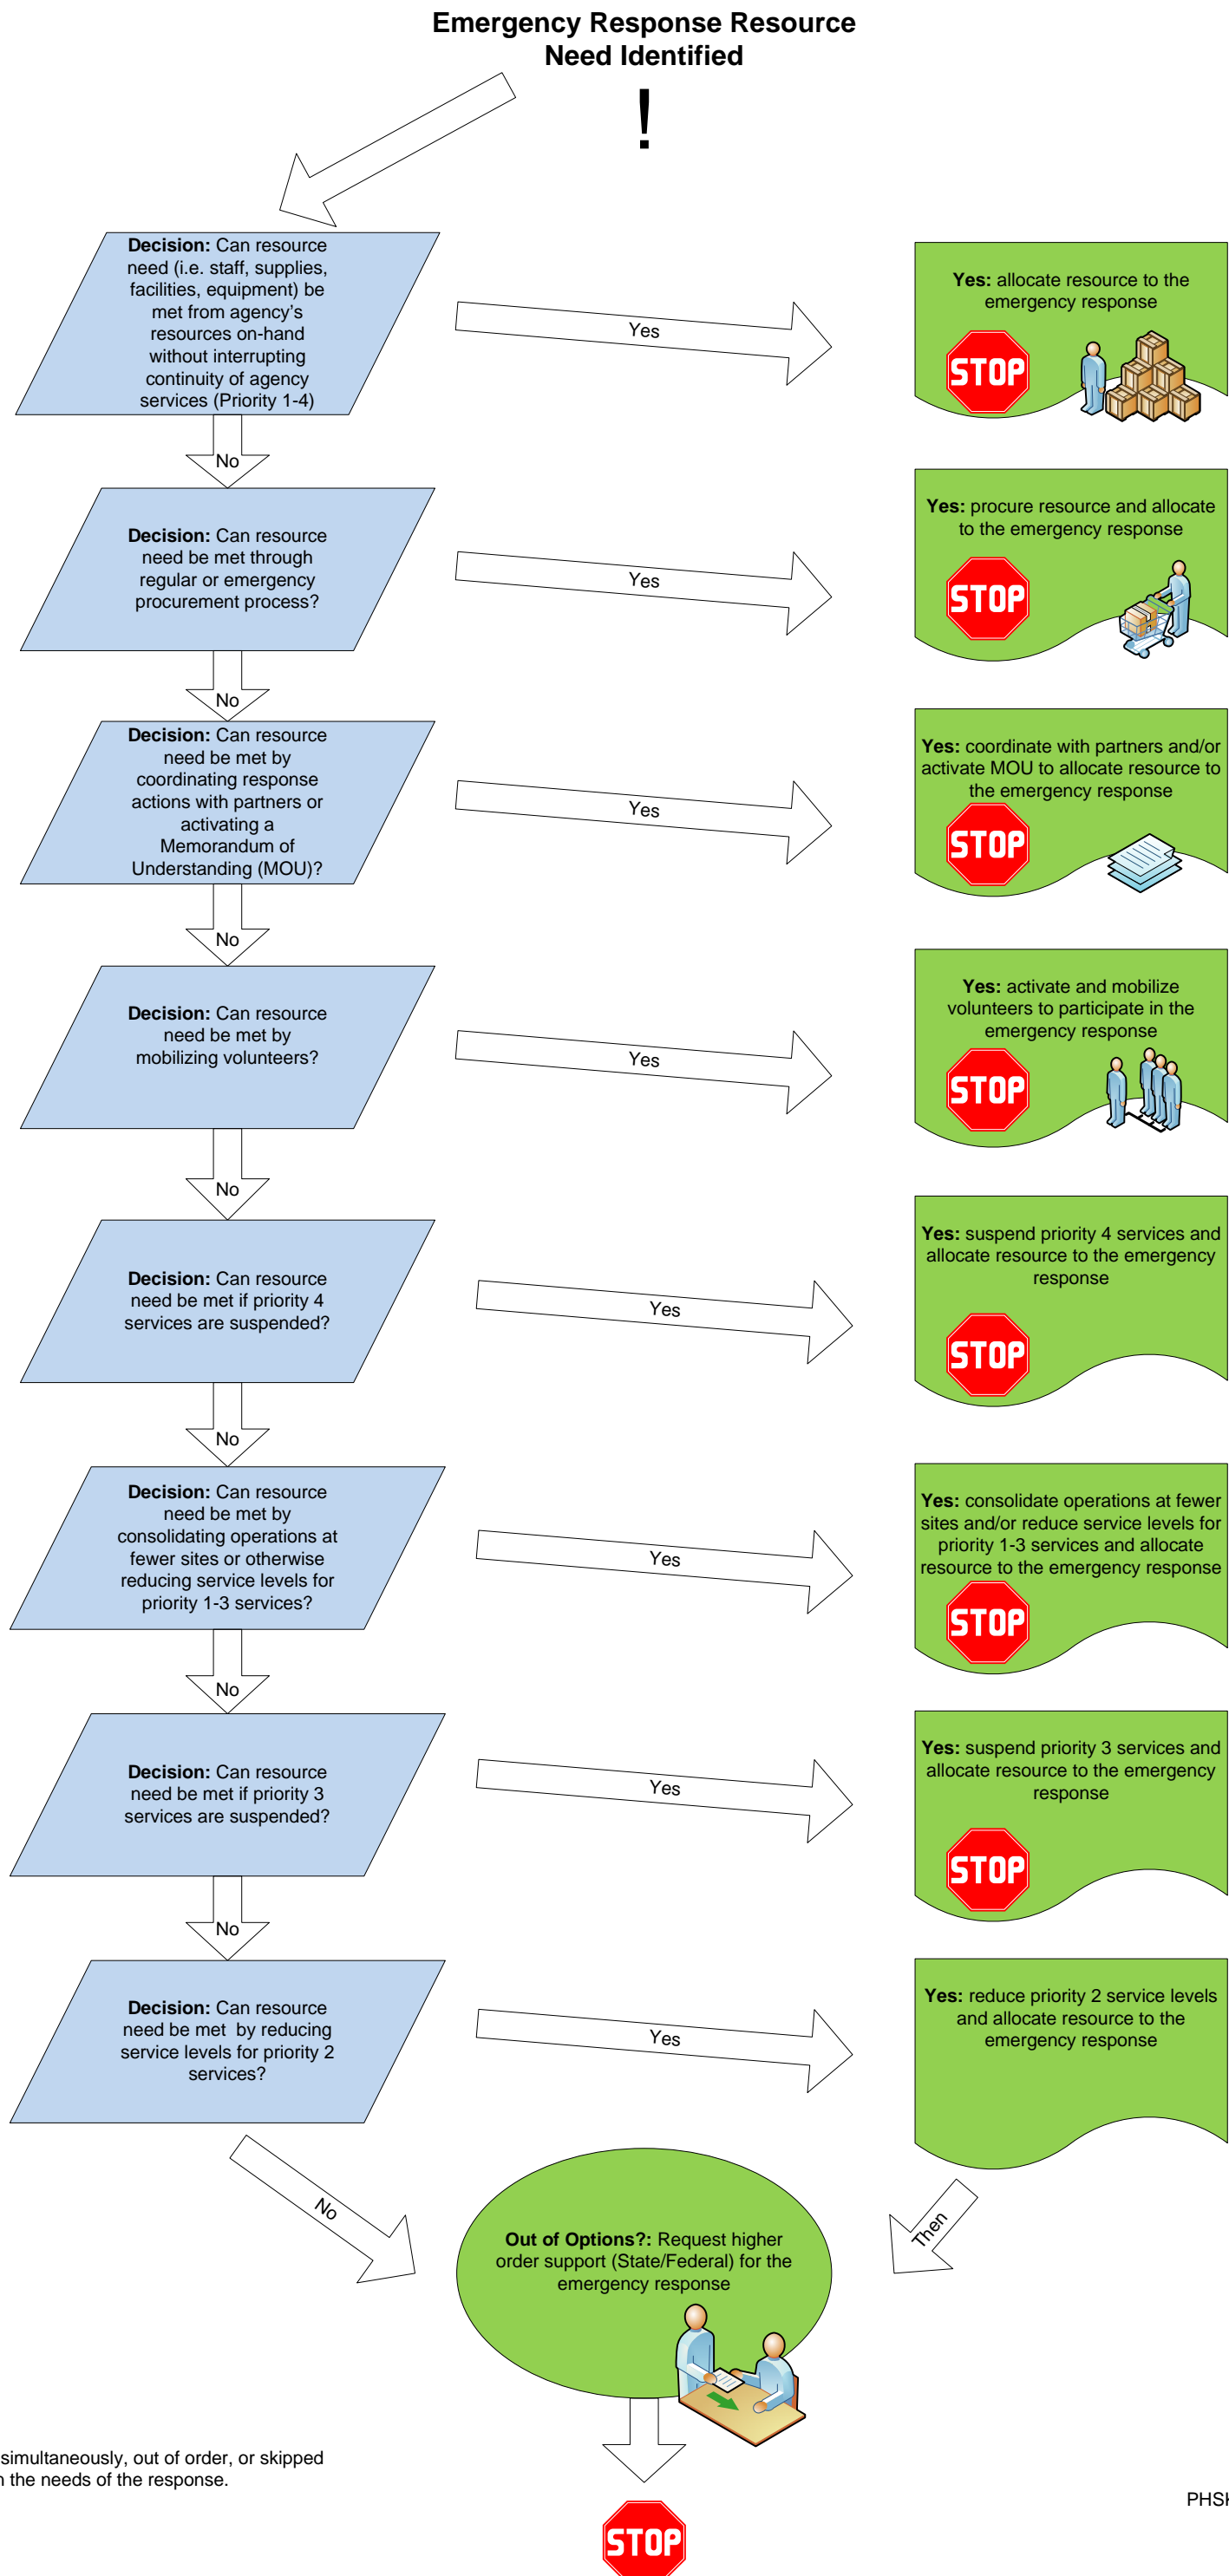 Emergency Response Resource
Need Identified
!
Decision: Can resource
need (i.e. staff, supplies,
facilities, equipment) be
met from agency's
resources on-hand
without interrupting
continuity of agency
services (Priority 1-4)
Yes
Yes: allocate resource to the
emergency response
STOP
No
Decision: Can resource
need be met through
regular or emergency
procurement process?
Yes
Yes: procure resource and allocate
to the emergency response
STOP
No
Decision: Can resource
need be met by
coordinating response
actions with partners or
activating a
Memorandum of
Understanding (MOU)?
Yes
Yes: coordinate with partners and/or
activate MOU to allocate resource to
the emergency response
STOP
No
Decision: Can resource
need be met by
mobilizing volunteers?
Yes
Yes: activate and mobilize
volunteers to participate in the
emergency response
STOP
No
Decision: Can resource
need be met if priority 4
services are suspended?
Yes
Yes: suspend priority 4 services and
allocate resource to the emergency
response
STOP
No
Decision: Can resource
need be met by
consolidating operations at
fewer sites or otherwise
reducing service levels for
priority 1-3 services?
Yes
Yes: consolidate operations at fewer
sites and/or reduce service levels for
priority 1-3 services and allocate
resource to the emergency response
STOP
No
Decision: Can resource
need be met if priority 3
services are suspended?
Yes
Yes: suspend priority 3 services and
allocate resource to the emergency
response
STOP
No
Decision: Can resource
need be met by reducing
service levels for priority 2
services?
Yes
Yes: reduce priority 2 service levels
and allocate resource to the
emergency response
No
Then
Out of Options?: Request higher
order support (State/Federal) for the
emergency response
simultaneously, out of order, or skipped
the needs of the response.
STOP